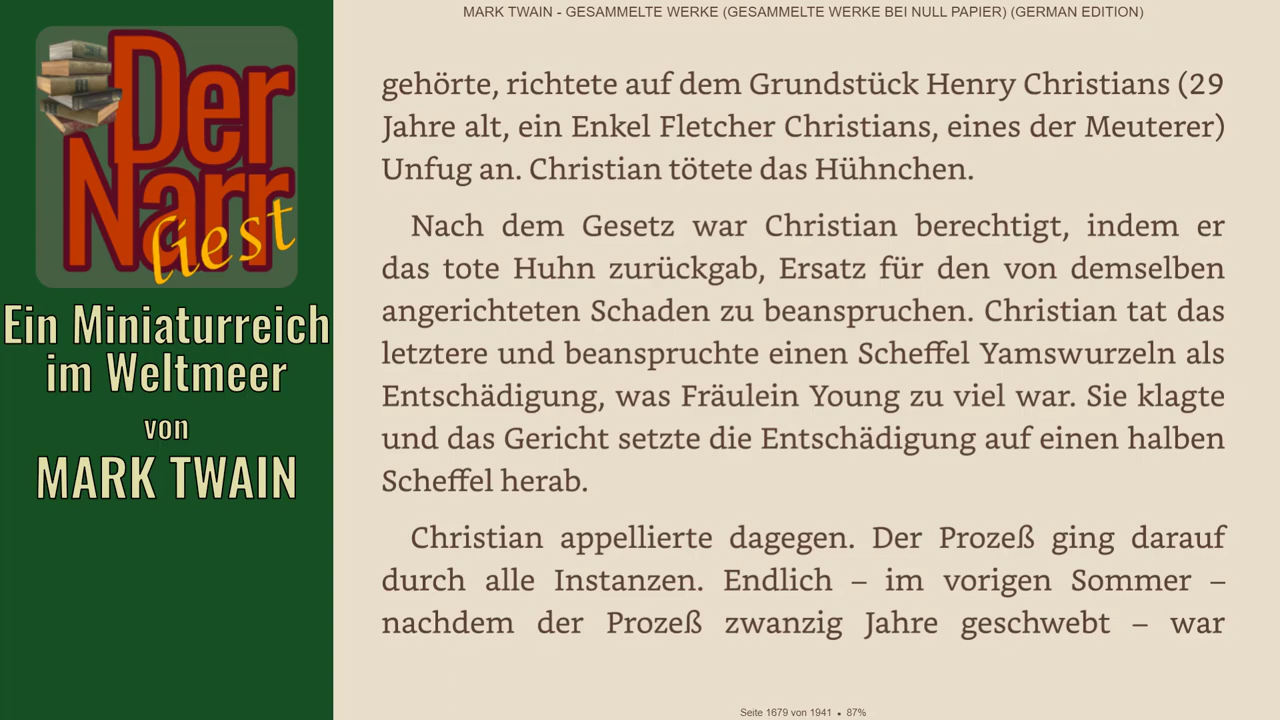 Der
Narr
liest
Ein Miniaturreich
im Weltmeer
von
MARK TWAIN
MARK TWAIN - GESAMMELTE WERKE (GESAMMELTE WERKE BEI NULL PAPIER) (GERMAN EDITION)
gehörte, richtete auf dem Grundstück Henry Christians (29
Jahre alt, ein Enkel Fletcher Christians, eines der Meuterer)
Unfug an. Christian tötete das Hühnchen.
Nach dem Gesetz war Christian berechtigt, indem er
das tote Huhn zurückgab, Ersatz für den von demselben
angerichteten Schaden zu beanspruchen. Christian tat das
letztere und beanspruchte einen Scheffel Yamswurzeln als
Entschädigung, was Fräulein Young zu viel war. Sie klagte
und das Gericht setzte die Entschädigung auf einen halben
Scheffel herab.
Christian appellierte dagegen. Der Prozeß ging darauf
durch alle Instanzen. Endlich – im vorigen Sommer –
nachdem der Prozeß zwanzig Jahre geschwebt – war
Seite 1679 von 1941 • 87%